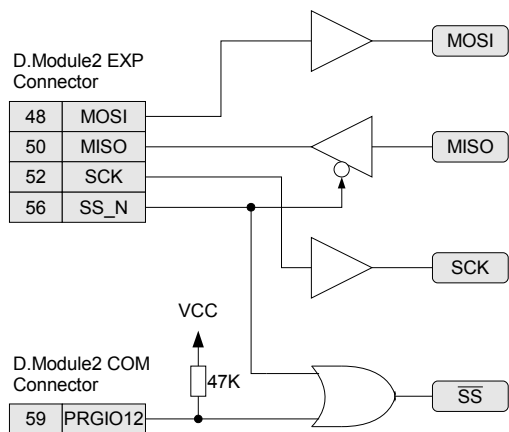 MOSI
D.Module2 EXP
Connector
48 MOSI
50 MISO
MISO
52 SCK
56 SS_N
SCK
VCC
47K
D.Module2 COM
Connector
SS
59 PRGIO12